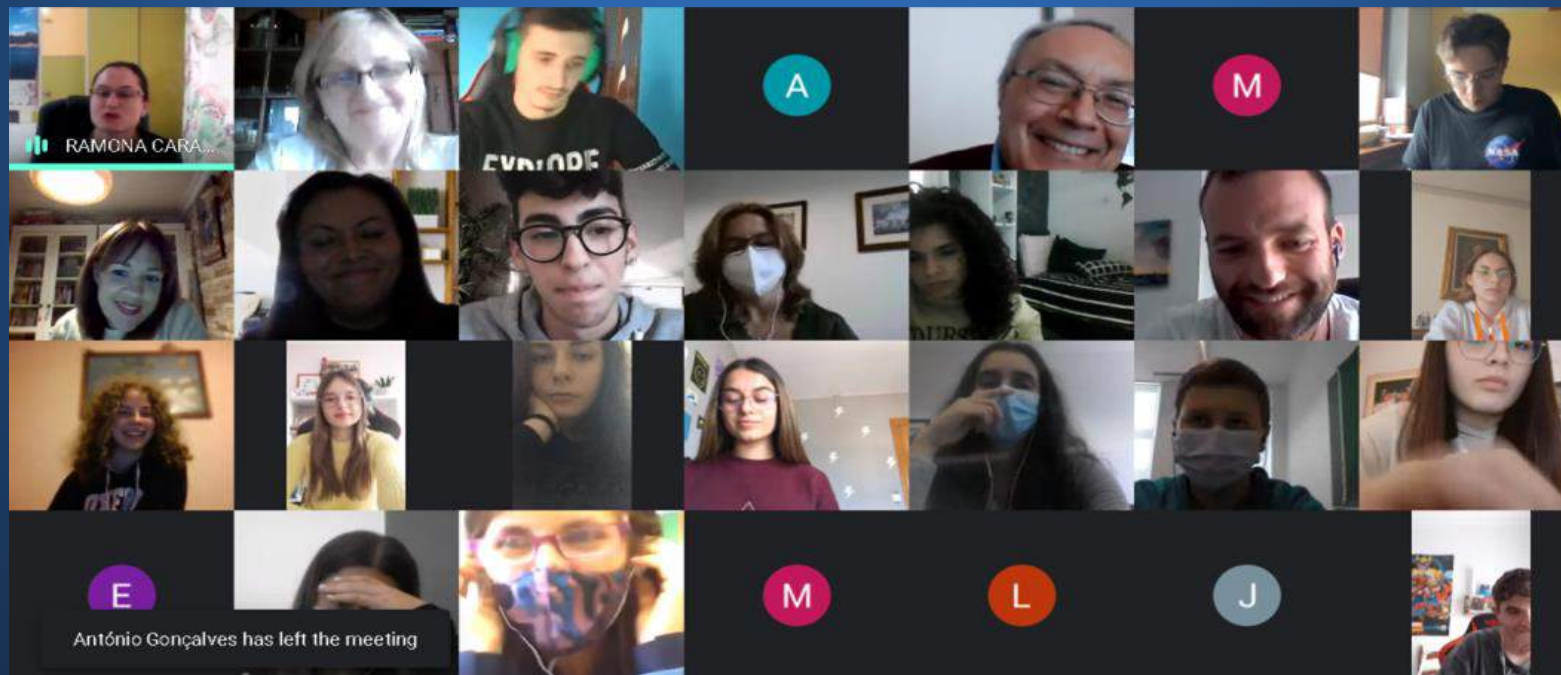 RAMONA CARA...
EXPLORE
A
M
NASA
E
M
L
J
António Gonçalves has left the meeting